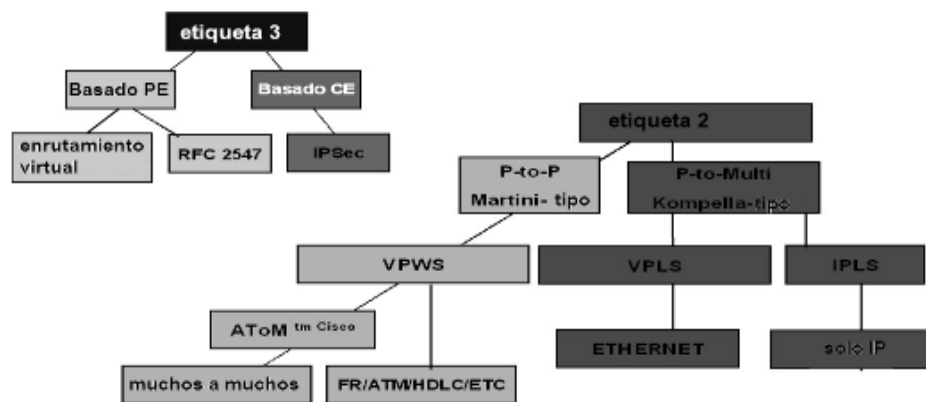 etiqueta 3
Basado PE
Basado CE
enrutamiento
virtual
RFC 2547
IPSec
etiqueta 2
P-to-P
Martini- tipo
P-to-Multi
Kompella-tipo
VPWS
VPLS
IPLS
AToM tm Cisco
ETHERNET
solo IP
muchos a muchos
FR/ATM/HDLC/ETC